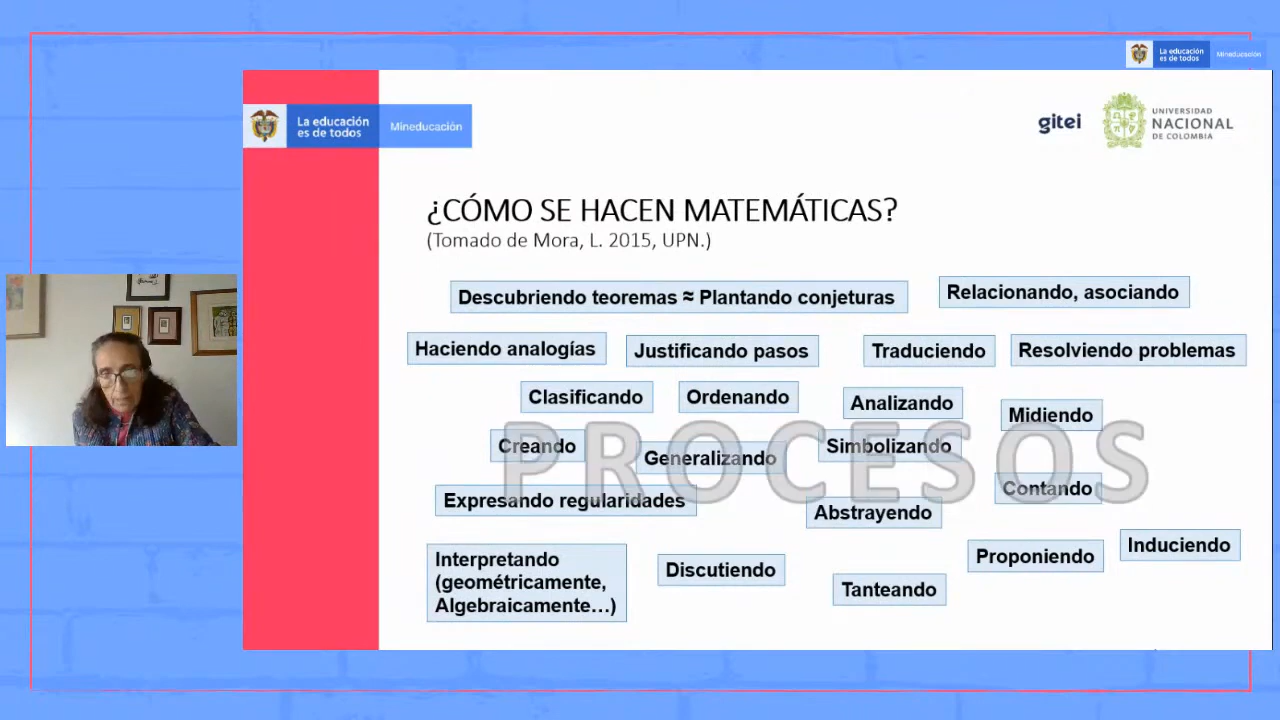 La educación
es de todos
Mineducación
La educación
es de todos
Mineducación
gitei
UNIVERSIDAD
NACIONAL
DE COLOMBIA
¿CÓMO SE HACEN MATEMÁTICAS?
(Tomado de Mora, L. 2015, UPN.)
Descubriendo teoremas ≈ Plantando conjeturas
Relacionando, asociando
Haciendo analogías
Justificando pasos
Traduciendo
Resolviendo problemas
Clasificando
Ordenando
Analizando
Midiendo
PROCESOS
Creando
Generalizando
Simbolizando
Contando
Expresando regularidades
Abstrayendo
Interpretando
(geométricamente,
Algebraicamente...)
Discutiendo
Tanteando
Proponiendo
Induciendo